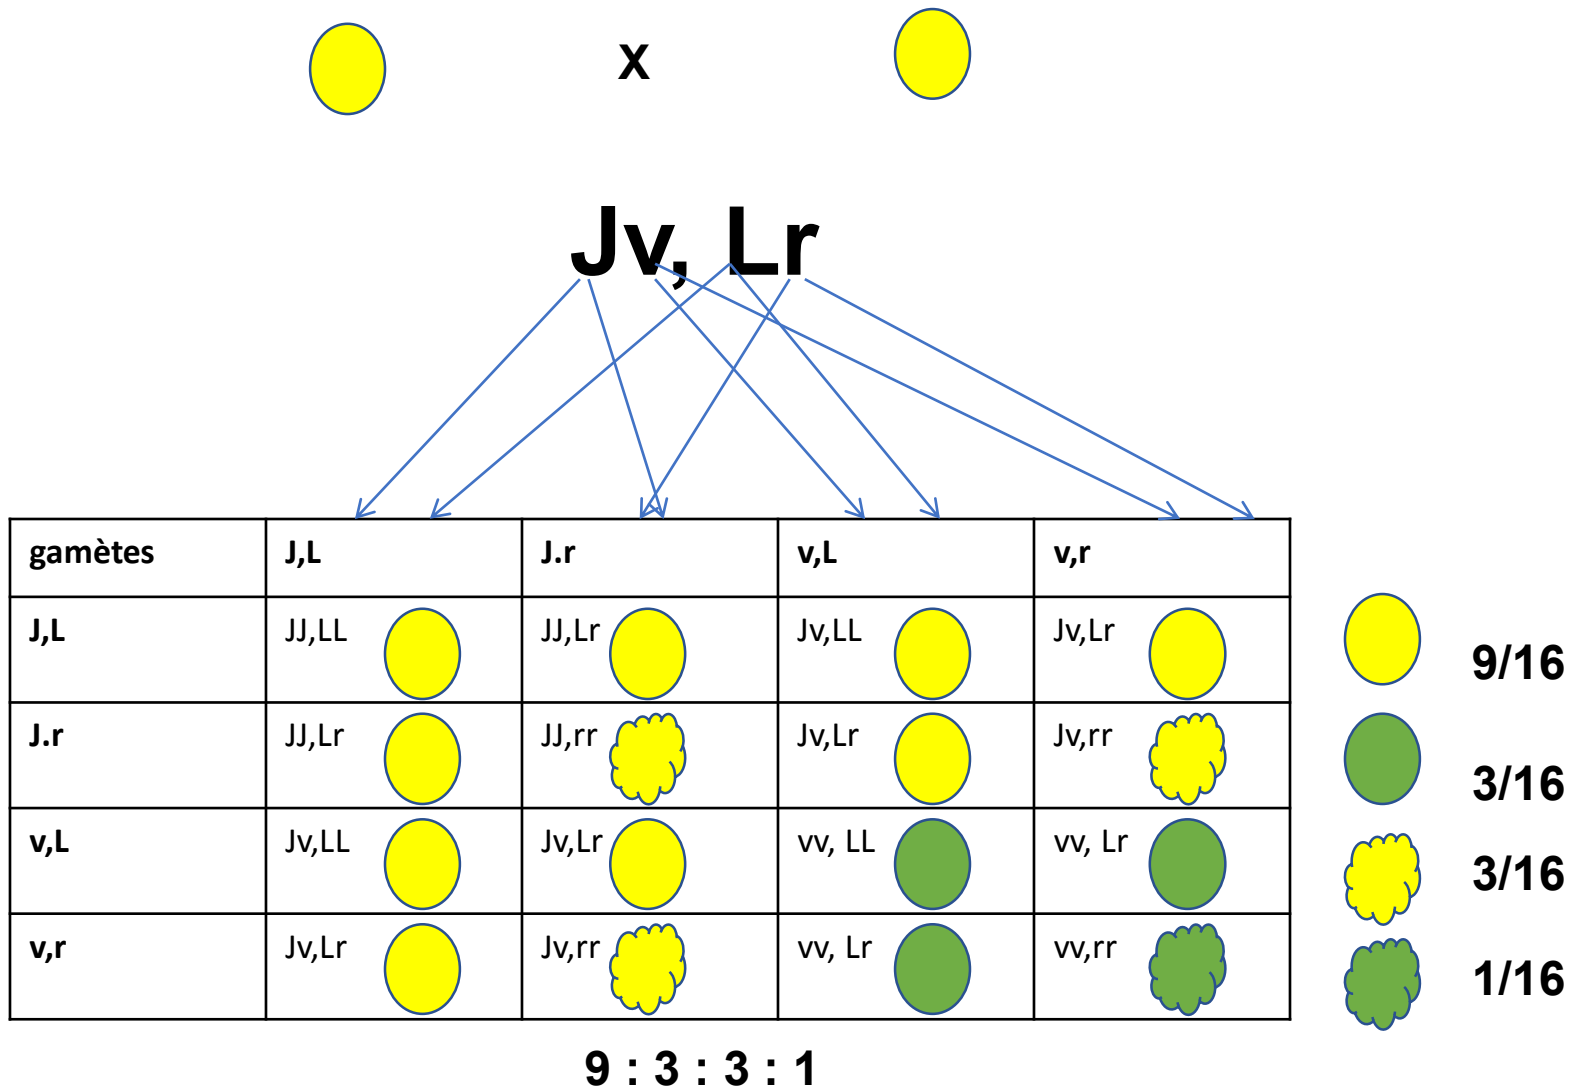 X
Jv, Lr
gamètes J,L J.r v,L v,r
J,L JJ,LL JJ,Lr Jv,LL Jv,Lr
9/16
J.r JJ,Lr JJ,rr Jv,Lr Jv,rr
3/16
v,L Jv,LL Jv,Lr vv, LL vv, Lr
3/16
v,r Jv,Lr Jv,rr vv, Lr vv,rr
1/16
9 : 3 : 3 : 1